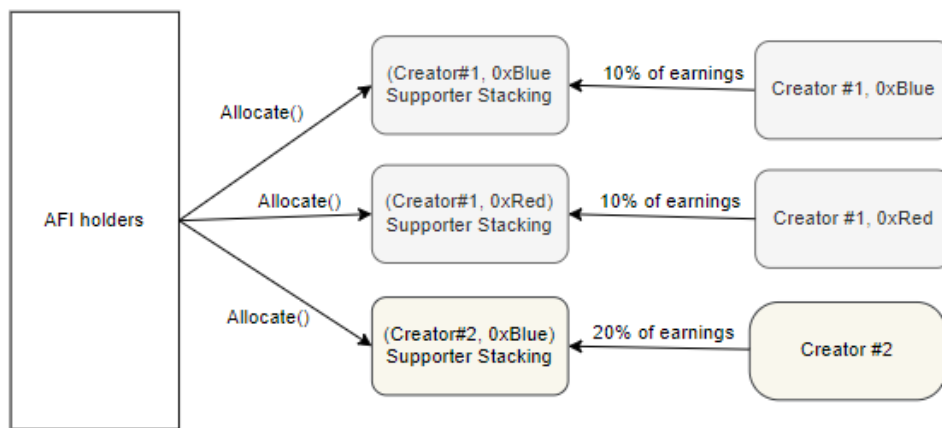 (Creator#1, 0xBlue
Supporter Stacking
10% of earnings
Creator #1, 0xBlue
Allocate()
AFI holders
Allocate()
(Creator#1, 0xRed)
Supporter Stacking
10% of earnings
Creator #1, 0xRed
Allocate()
(Creator#2, 0xBlue)
Supporter Stacking
20% of earnings
Creator #2